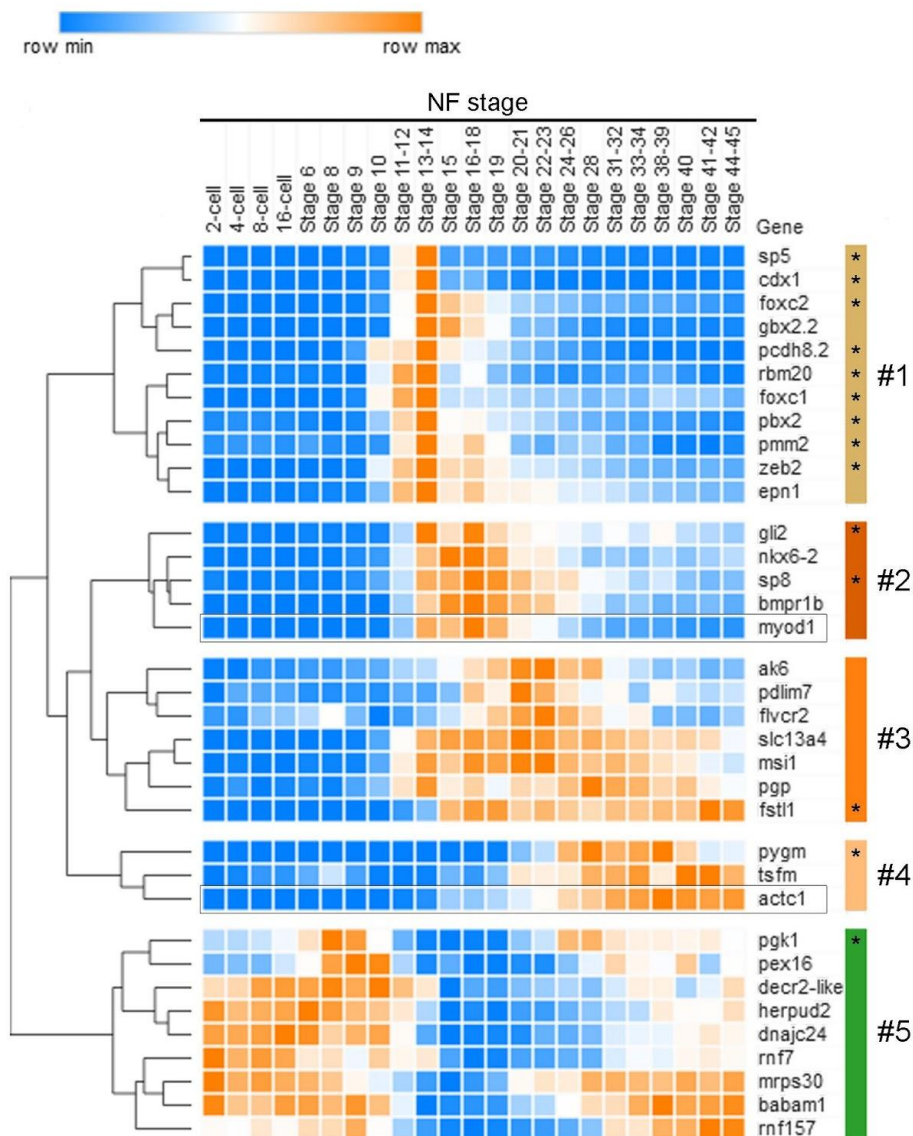 row min row max
NF stage
2-cell
4-cell
8-cell
16-cell
Stage 6
Stage 8
Stage 9
Stage 10
Stage 11-12
Stage 13-14
Stage 15
Stage 16-18
Stage 19
Stage 20-21
Stage 22-23
Stage 24-26
Stage 28
Stage 31-32
Stage 33-34
Stage 38-39
Stage 40
Stage 41-42
Stage 44-45
Gene
sp5 *
cdx1 *
foxc2 *
gbx2.2
pcdh8.2 *
rbm20 *
#1
foxc1 *
pbx2 *
pmm2 *
zeb2 *
epn1
gli2 *
nkx6-2
sp8 *
#2
bmpr1b
myod1
ak6
pdlim7
flvcr2
slc13a4
#3
msi1
pgp
fstl1 *
pygm *
tsfm
#4
actc1
pgk1 *
pex16
decr2-like
herpud2
dnajc24
#5
rnf7
mrps30
babam1
rnf157